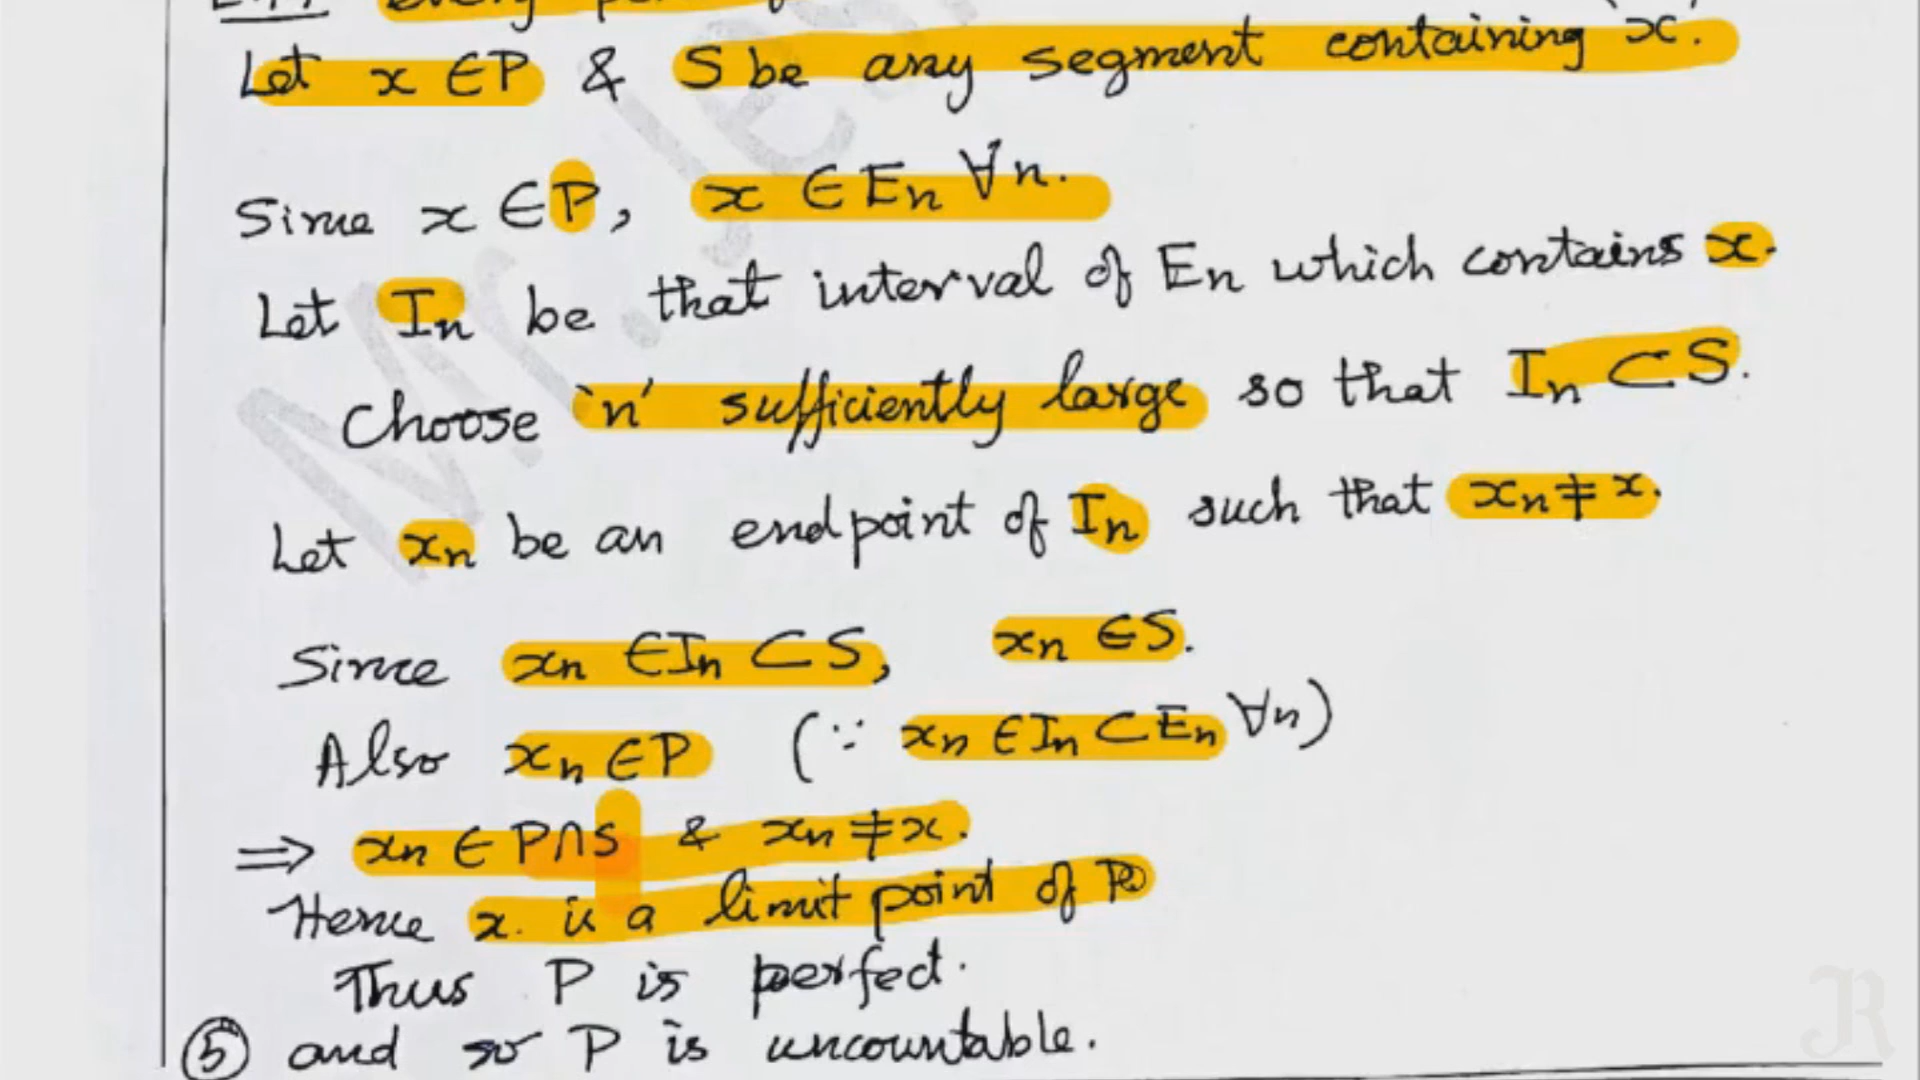 Let x ∈ P & S be any segment containing 'x'.
Since x ∈ P, x ∈ En ∀n.
Let In be that interval of En which contains x.
Choose 'n' sufficiently large so that In ⊂ S.
Let xn be an endpoint of In such that xn ≠ x.
Since xn ∈ In ⊂ S, xn ∈ S.
Also xn ∈ P (∵ xn ∈ In ⊂ En ∀n)
⇒ xn ∈ P∩S & xn ≠ x.
Hence x is a limit point of P
Thus P is perfect.
(5) and so P is uncountable.
R